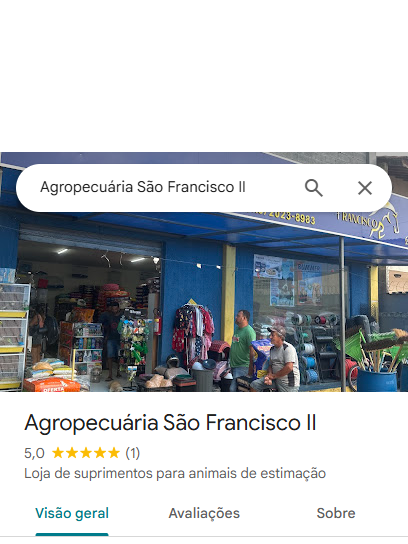 Agropecuária São Francisco II
2023-8983
FRANCISCO
OFERTA
Agropecuária São Francisco II
5,0 ★★★★★ (1)
Loja de suprimentos para animais de estimação
Visão geral Avaliações Sobre